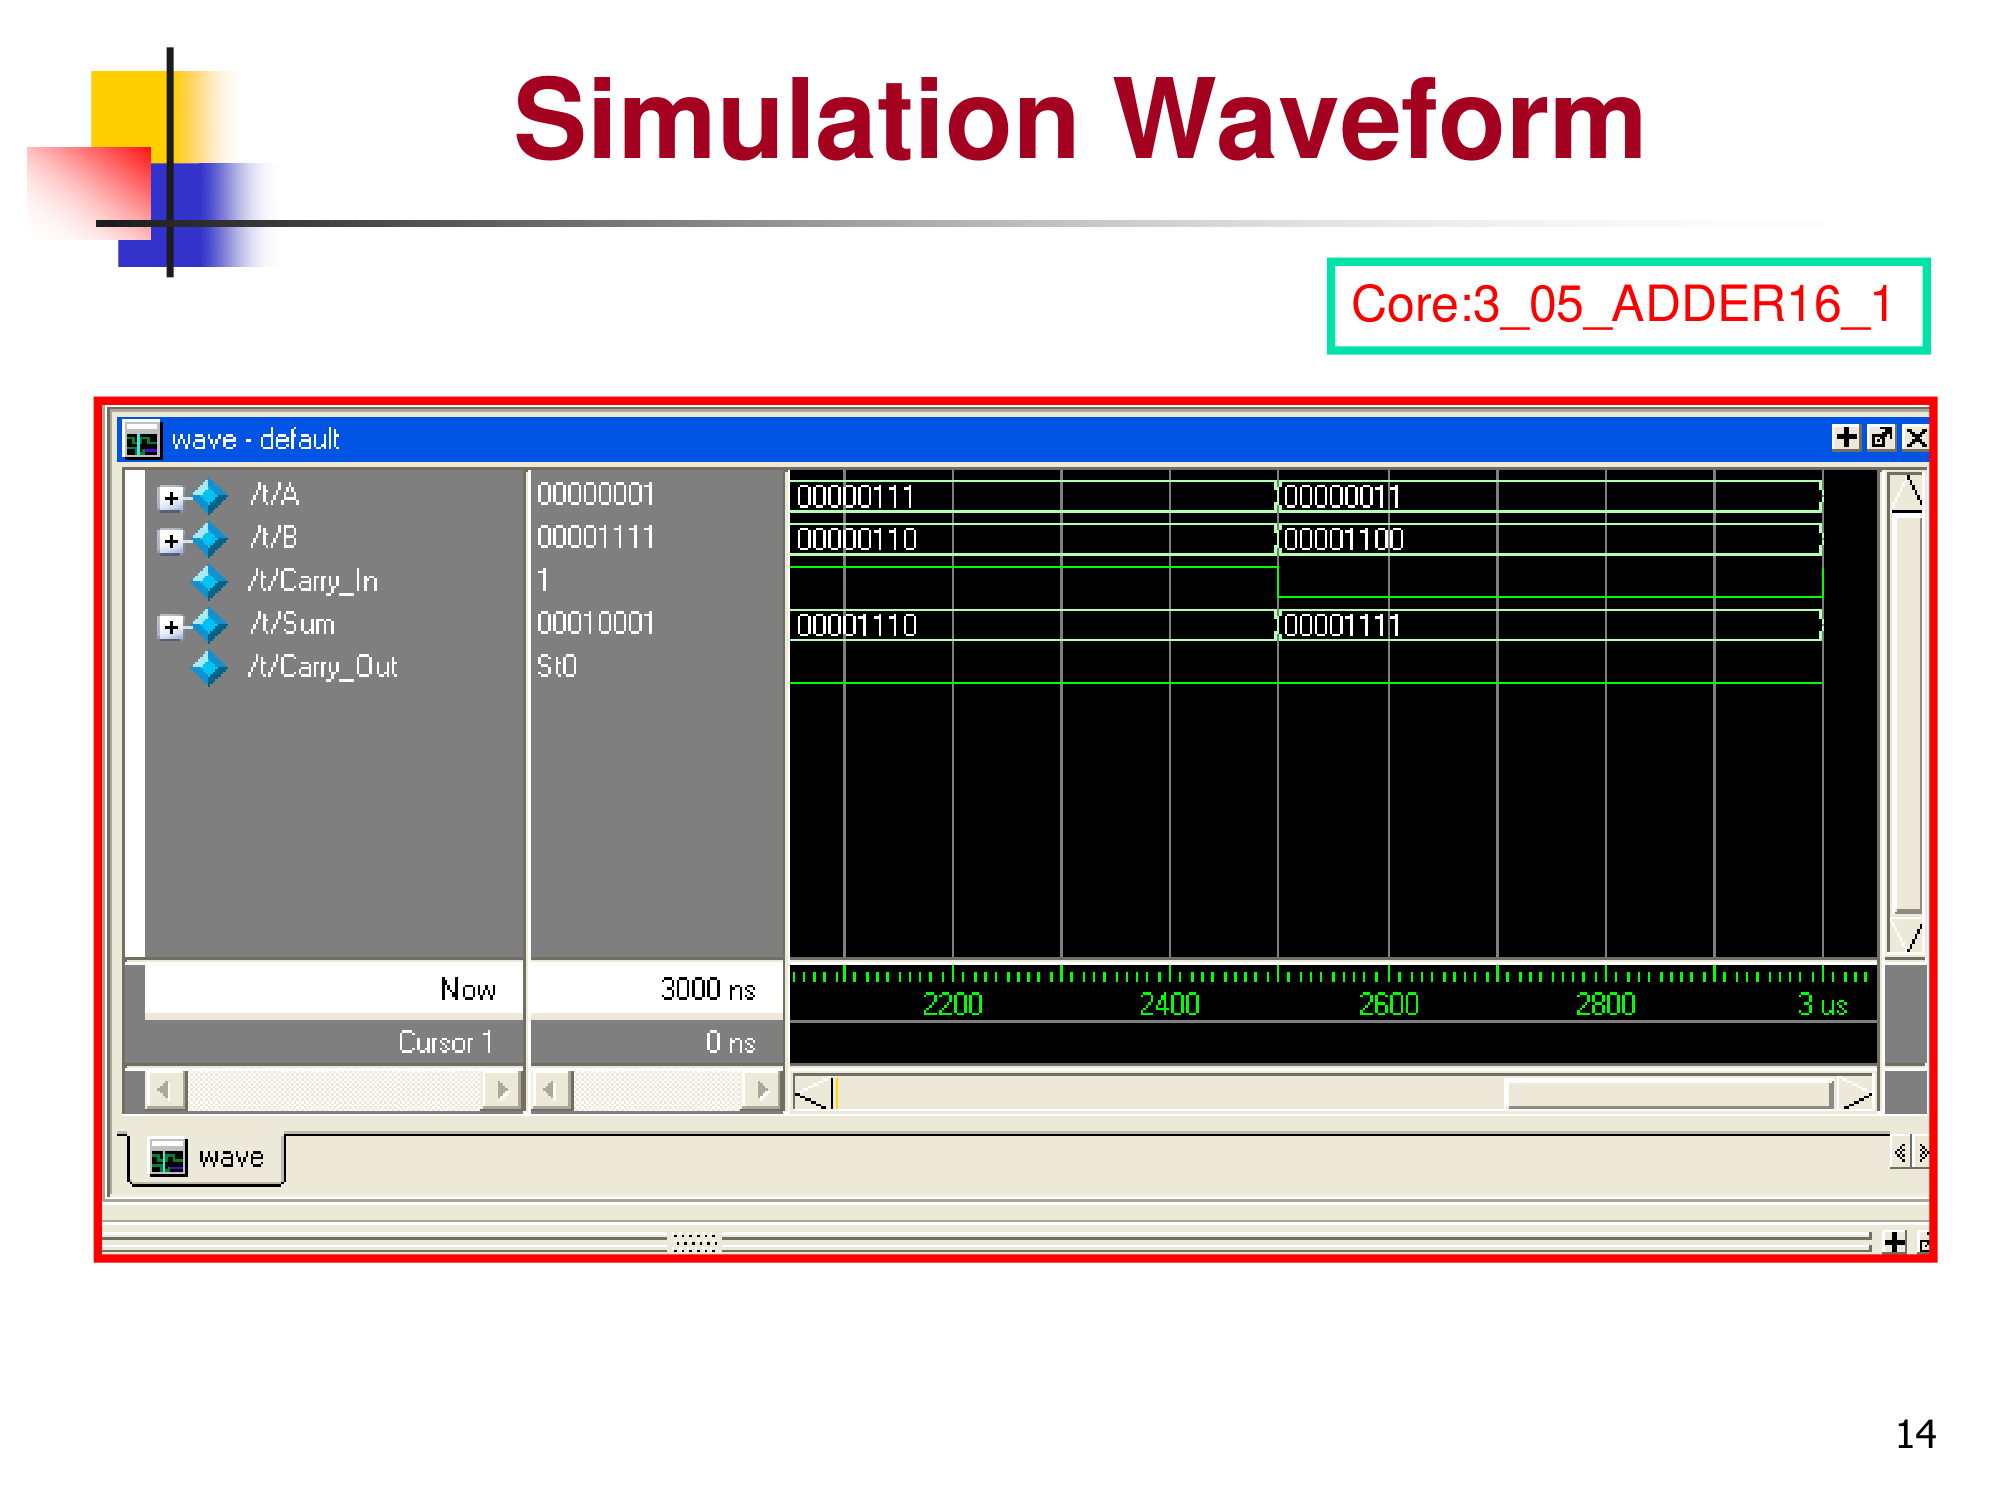 Simulation Waveform
Core:3_05_ADDER16_1
wave - default
/t/A 00000001 00000111 00000011
/t/B 00001111 00000110 00001100
/t/Carry_In 1
/t/Sum 00010001 00001110 00001111
/t/Carry_Out St0
Now 3000 ns 2200 2400 2600 2800 3 us
Cursor 1 0 ns
wave
14